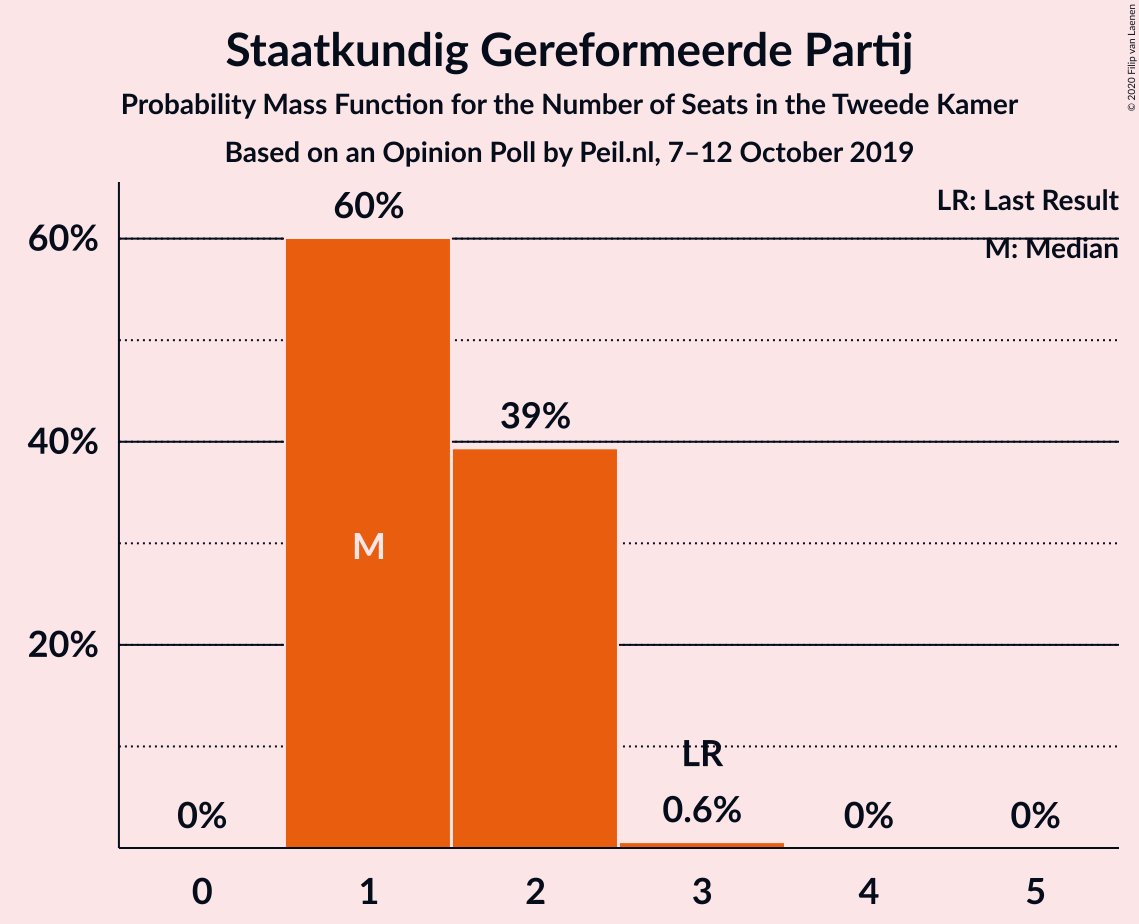 Staatkundig Gereformeerde Partij
Probability Mass Function for the Number of Seats in the Tweede Kamer
Based on an Opinion Poll by Peil.nl, 7–12 October 2019
© 2020 Filip van Laenen
LR: Last Result
M: Median
60%
40%
20%
0%
60%
39%
0.6%
0%
0%
M
LR
0 1 2 3 4 5